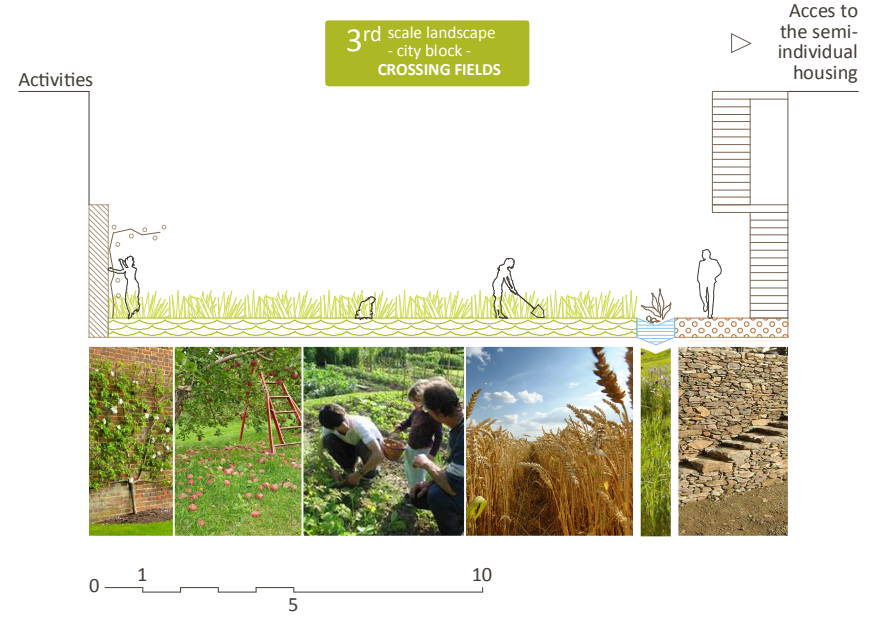 3rd scale landscape
- city block -
CROSSING FIELDS
Acces to
the semi-
individual
housing
Activities
0
1
5
10